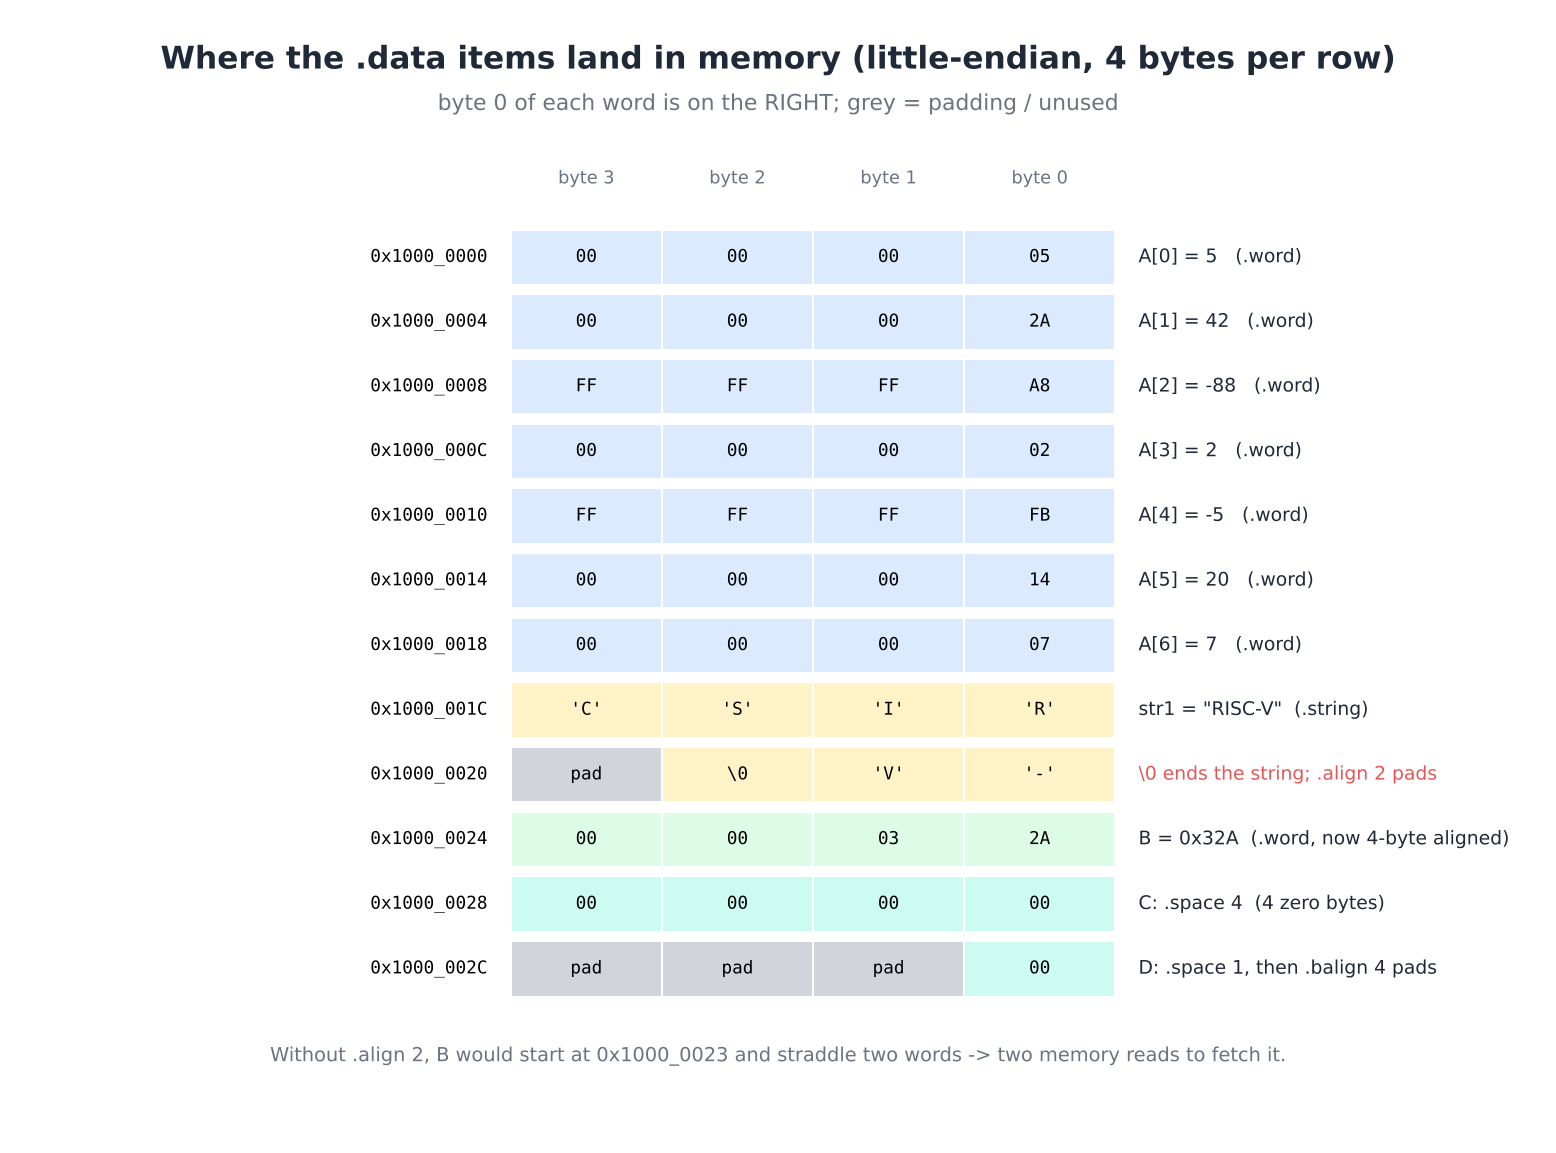 Where the .data items land in memory (little-endian, 4 bytes per row)
byte 0 of each word is on the RIGHT; grey = padding / unused
byte 3 byte 2 byte 1 byte 0
0x1000_0000 00 00 00 05 A[0] = 5 (.word)
0x1000_0004 00 00 00 2A A[1] = 42 (.word)
0x1000_0008 FF FF FF A8 A[2] = -88 (.word)
0x1000_000C 00 00 00 02 A[3] = 2 (.word)
0x1000_0010 FF FF FF FB A[4] = -5 (.word)
0x1000_0014 00 00 00 14 A[5] = 20 (.word)
0x1000_0018 00 00 00 07 A[6] = 7 (.word)
0x1000_001C 'C' 'S' 'I' 'R' str1 = "RISC-V" (.string)
0x1000_0020 pad \0 'V' '-' \0 ends the string; .align 2 pads
0x1000_0024 00 00 03 2A B = 0x32A (.word, now 4-byte aligned)
0x1000_0028 00 00 00 00 C: .space 4 (4 zero bytes)
0x1000_002C pad pad pad 00 D: .space 1, then .balign 4 pads
Without .align 2, B would start at 0x1000_0023 and straddle two words -> two memory reads to fetch it.